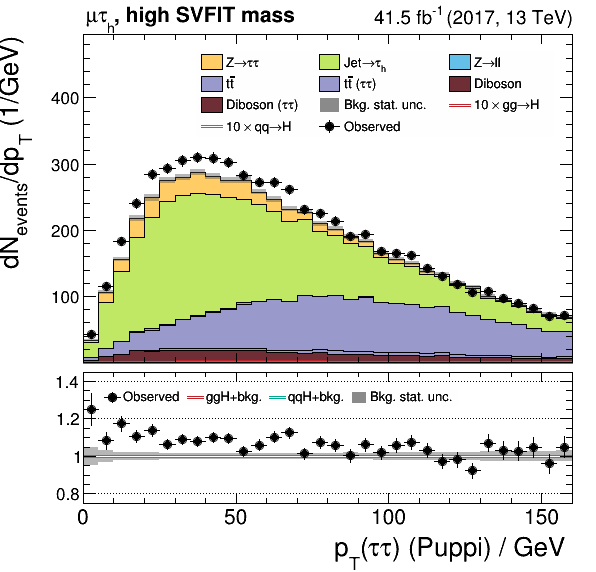 μτₕ, high SVFIT mass 41.5 fb⁻¹ (2017, 13 TeV)
dN_events/dp_T (1/GeV)
Z→ττ Jet→τₕ Z→ll
tt̄ tt̄ (ττ) Diboson
Diboson (ττ) Bkg. stat. unc. 10 × gg→H
10 × qq→H Observed
400
300
200
100
1.4
Observed ggH+bkg. qqH+bkg. Bkg. stat. unc.
1.2
1
0.8
0 50 100 150
p_T(ττ) (Puppi) / GeV